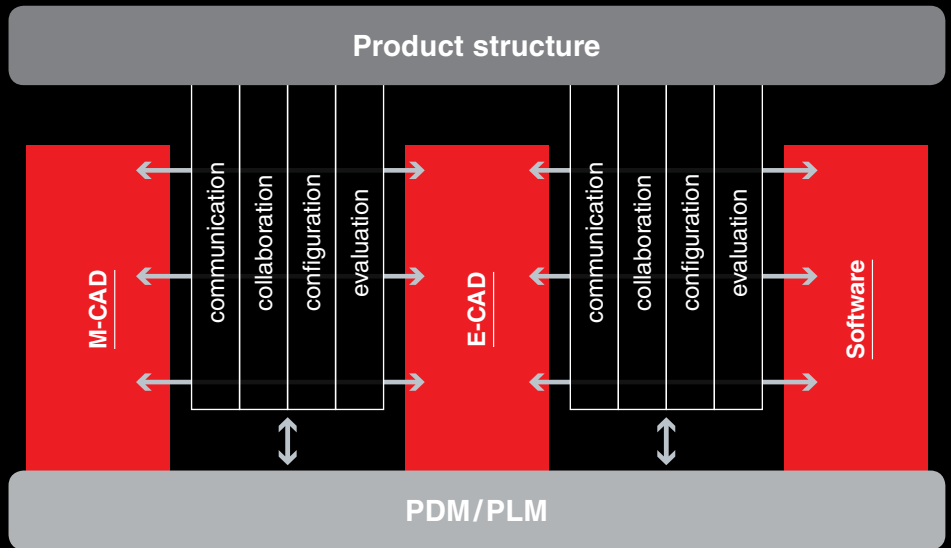 Product structure
M-CAD
communication
collaboration
configuration
evaluation
E-CAD
communication
collaboration
configuration
evaluation
Software
PDM/PLM